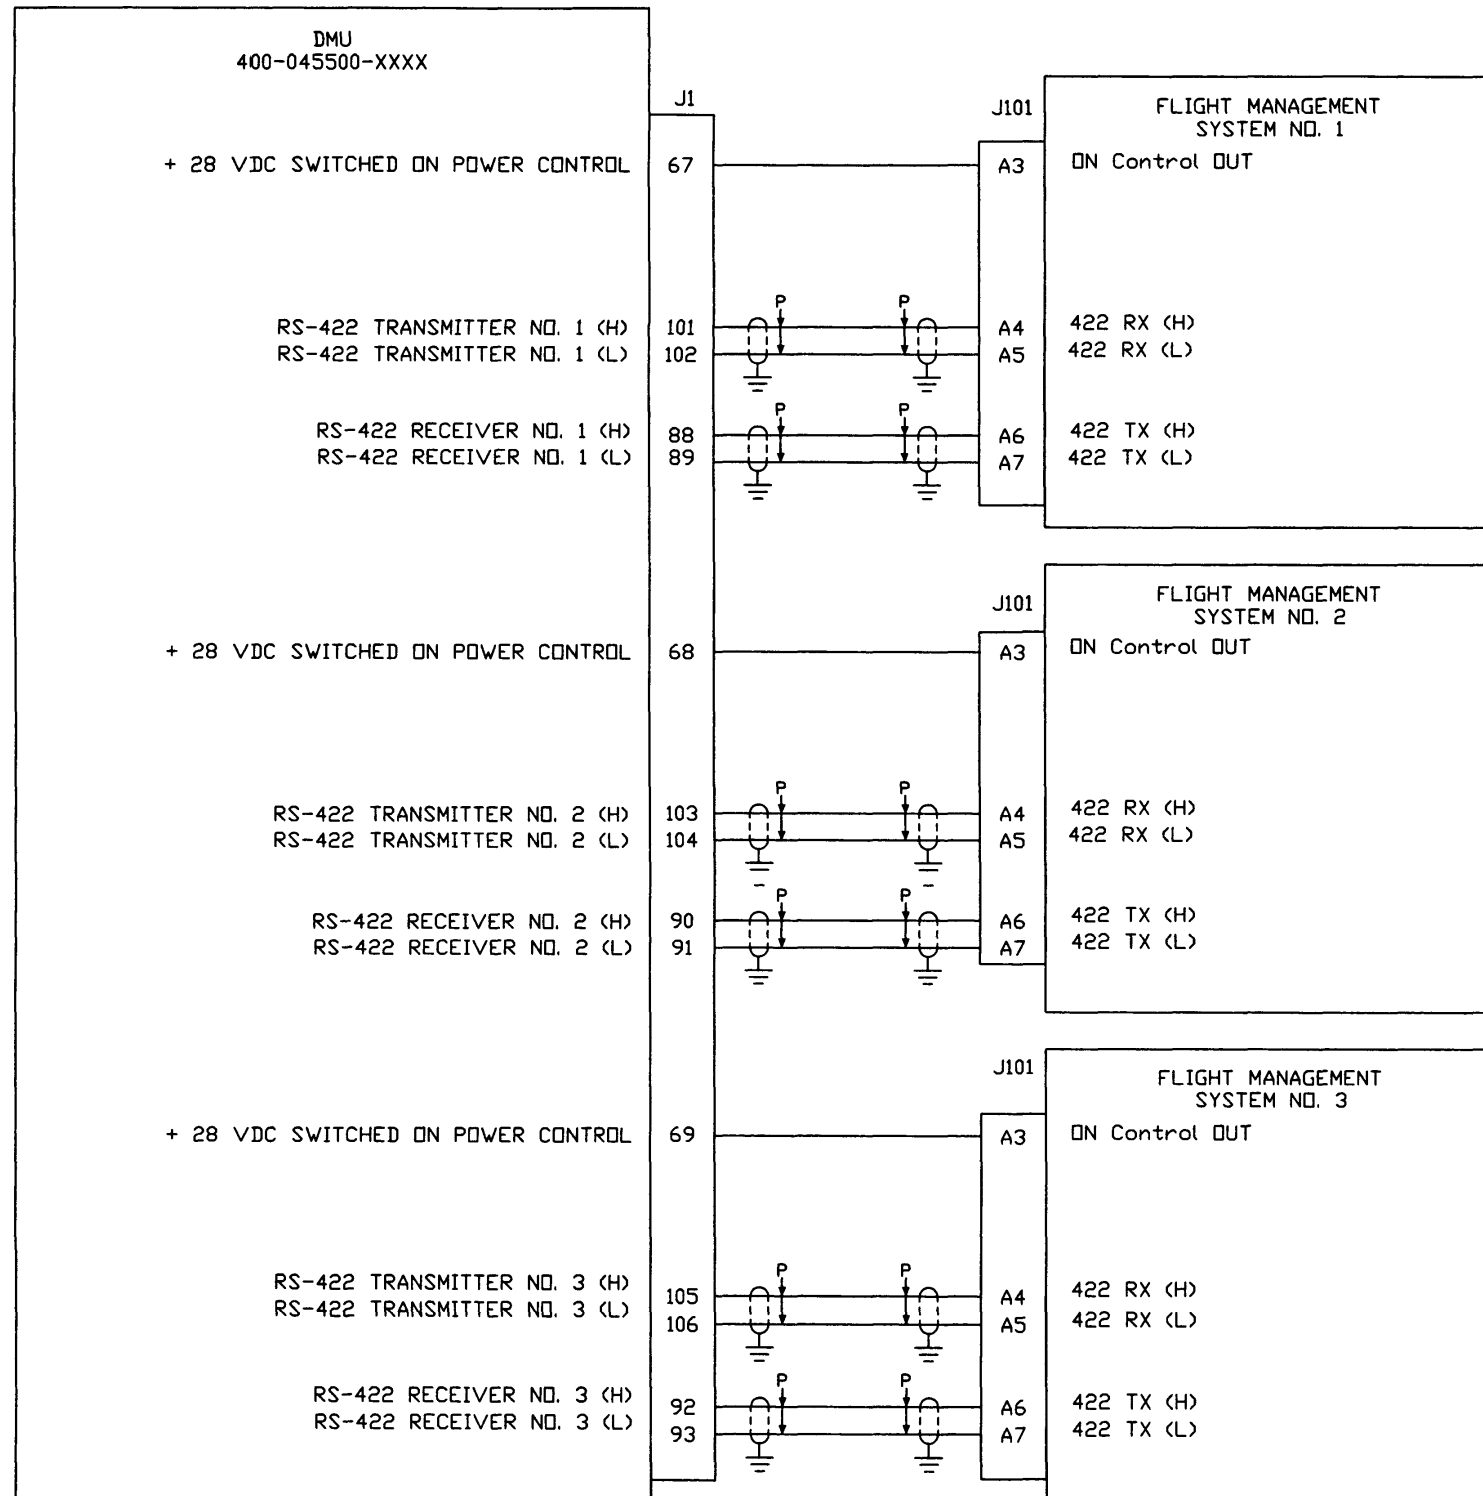 DMU
400-045500-XXXX
J1
J101
FLIGHT MANAGEMENT
SYSTEM NO. 1
+ 28 VDC SWITCHED ON POWER CONTROL 67 A3 ON Control OUT
P P
RS-422 TRANSMITTER NO. 1 (H) 101 A4 422 RX (H)
RS-422 TRANSMITTER NO. 1 (L) 102 A5 422 RX (L)
P P
RS-422 RECEIVER NO. 1 (H) 88 A6 422 TX (H)
RS-422 RECEIVER NO. 1 (L) 89 A7 422 TX (L)
J101
FLIGHT MANAGEMENT
SYSTEM NO. 2
+ 28 VDC SWITCHED ON POWER CONTROL 68 A3 ON Control OUT
P P
RS-422 TRANSMITTER NO. 2 (H) 103 A4 422 RX (H)
RS-422 TRANSMITTER NO. 2 (L) 104 A5 422 RX (L)
P P
RS-422 RECEIVER NO. 2 (H) 90 A6 422 TX (H)
RS-422 RECEIVER NO. 2 (L) 91 A7 422 TX (L)
J101
FLIGHT MANAGEMENT
SYSTEM NO. 3
+ 28 VDC SWITCHED ON POWER CONTROL 69 A3 ON Control OUT
P P
RS-422 TRANSMITTER NO. 3 (H) 105 A4 422 RX (H)
RS-422 TRANSMITTER NO. 3 (L) 106 A5 422 RX (L)
P P
RS-422 RECEIVER NO. 3 (H) 92 A6 422 TX (H)
RS-422 RECEIVER NO. 3 (L) 93 A7 422 TX (L)